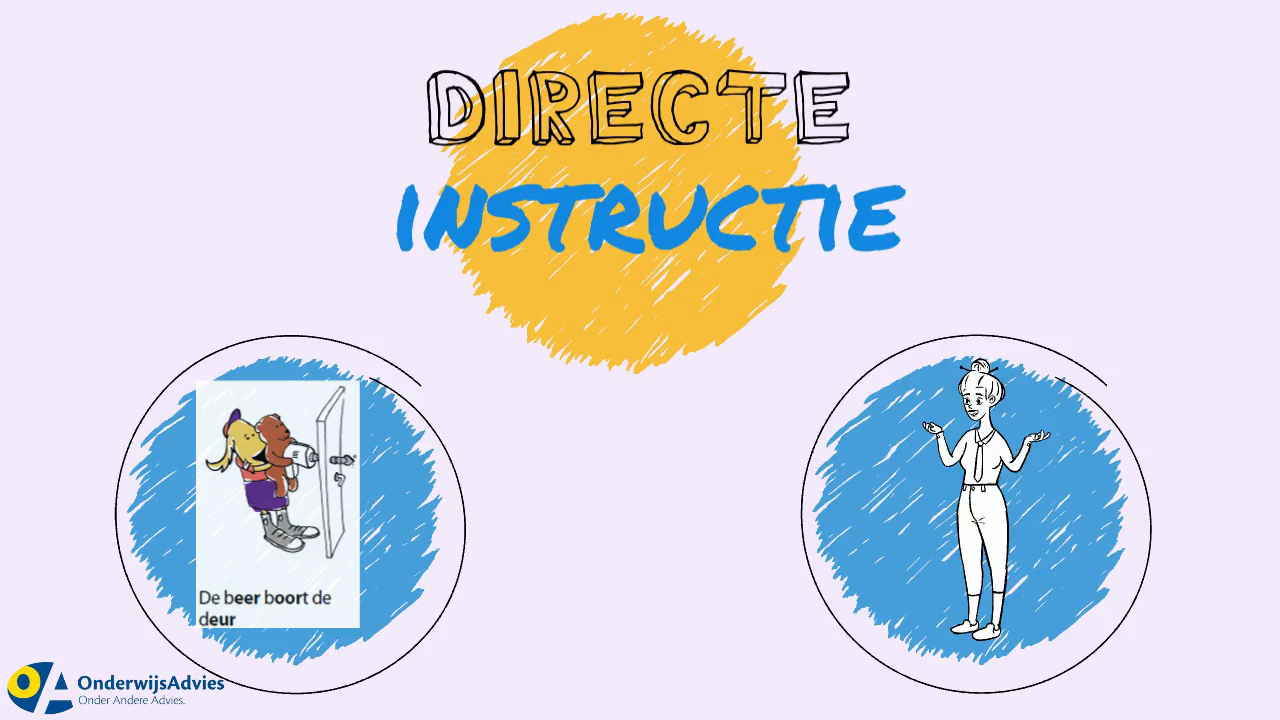 DIRECTE
INSTRUCTIE
De beer boort de
deur
OnderwijsAdvies
Onder Andere Advies.